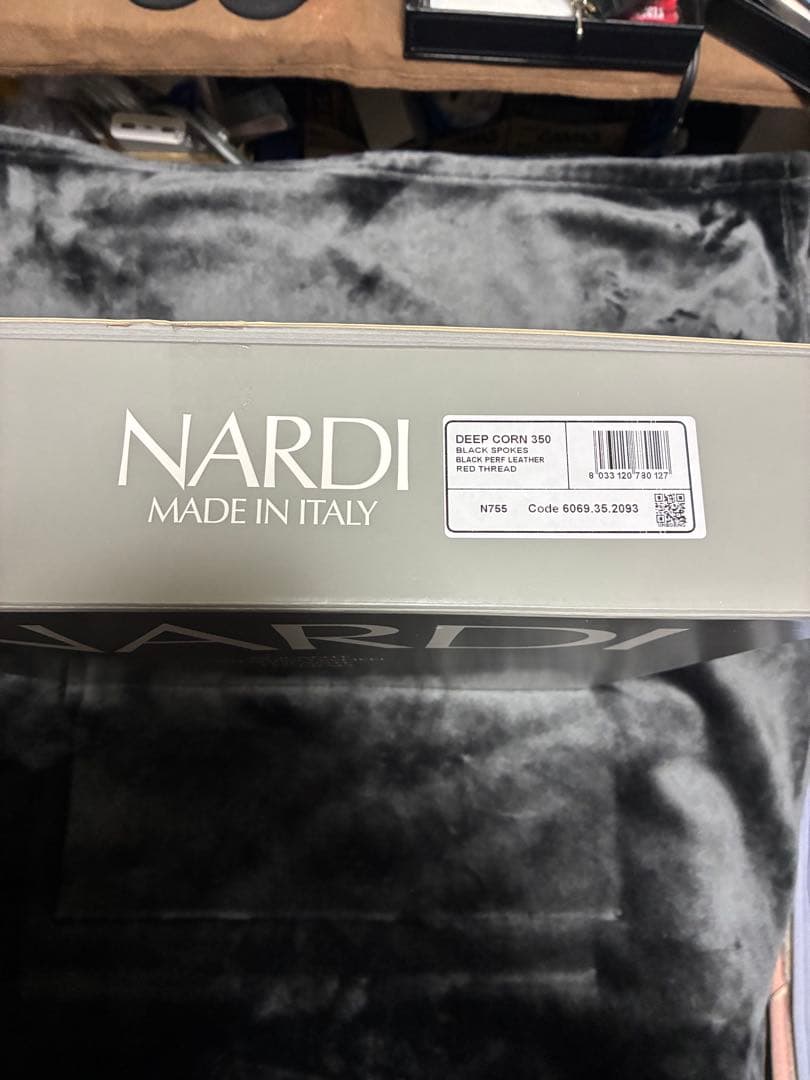 NARDI
MADE IN ITALY
DEEP CORN 350
BLACK SPOKES
BLACK PERF LEATHER
RED THREAD
8 033120 780127
N755 Code 6069.35.2093
NARDI